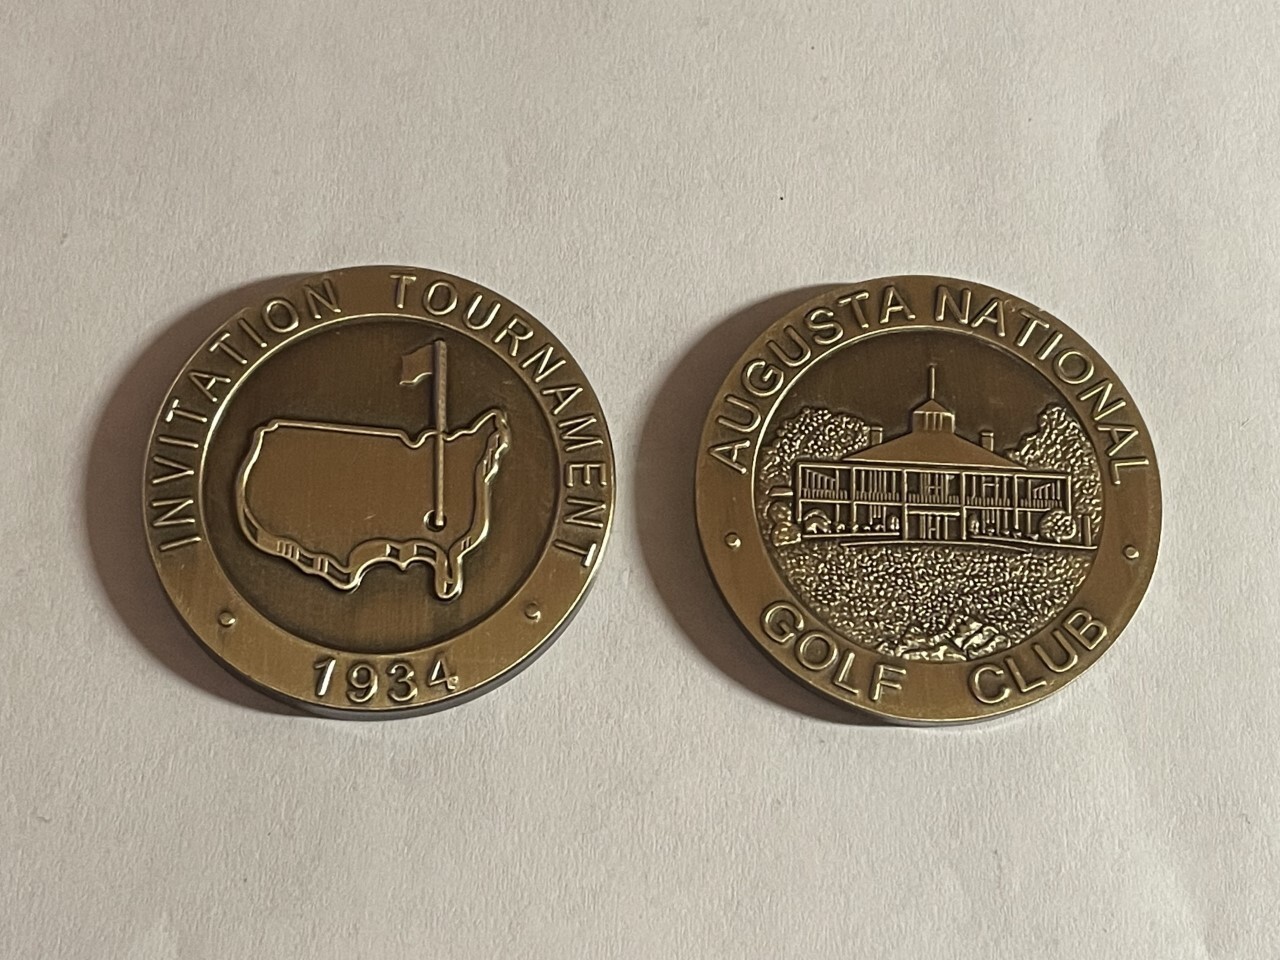 INVITATION TOURNAMENT
1934
AUGUSTA NATIONAL
GOLF CLUB